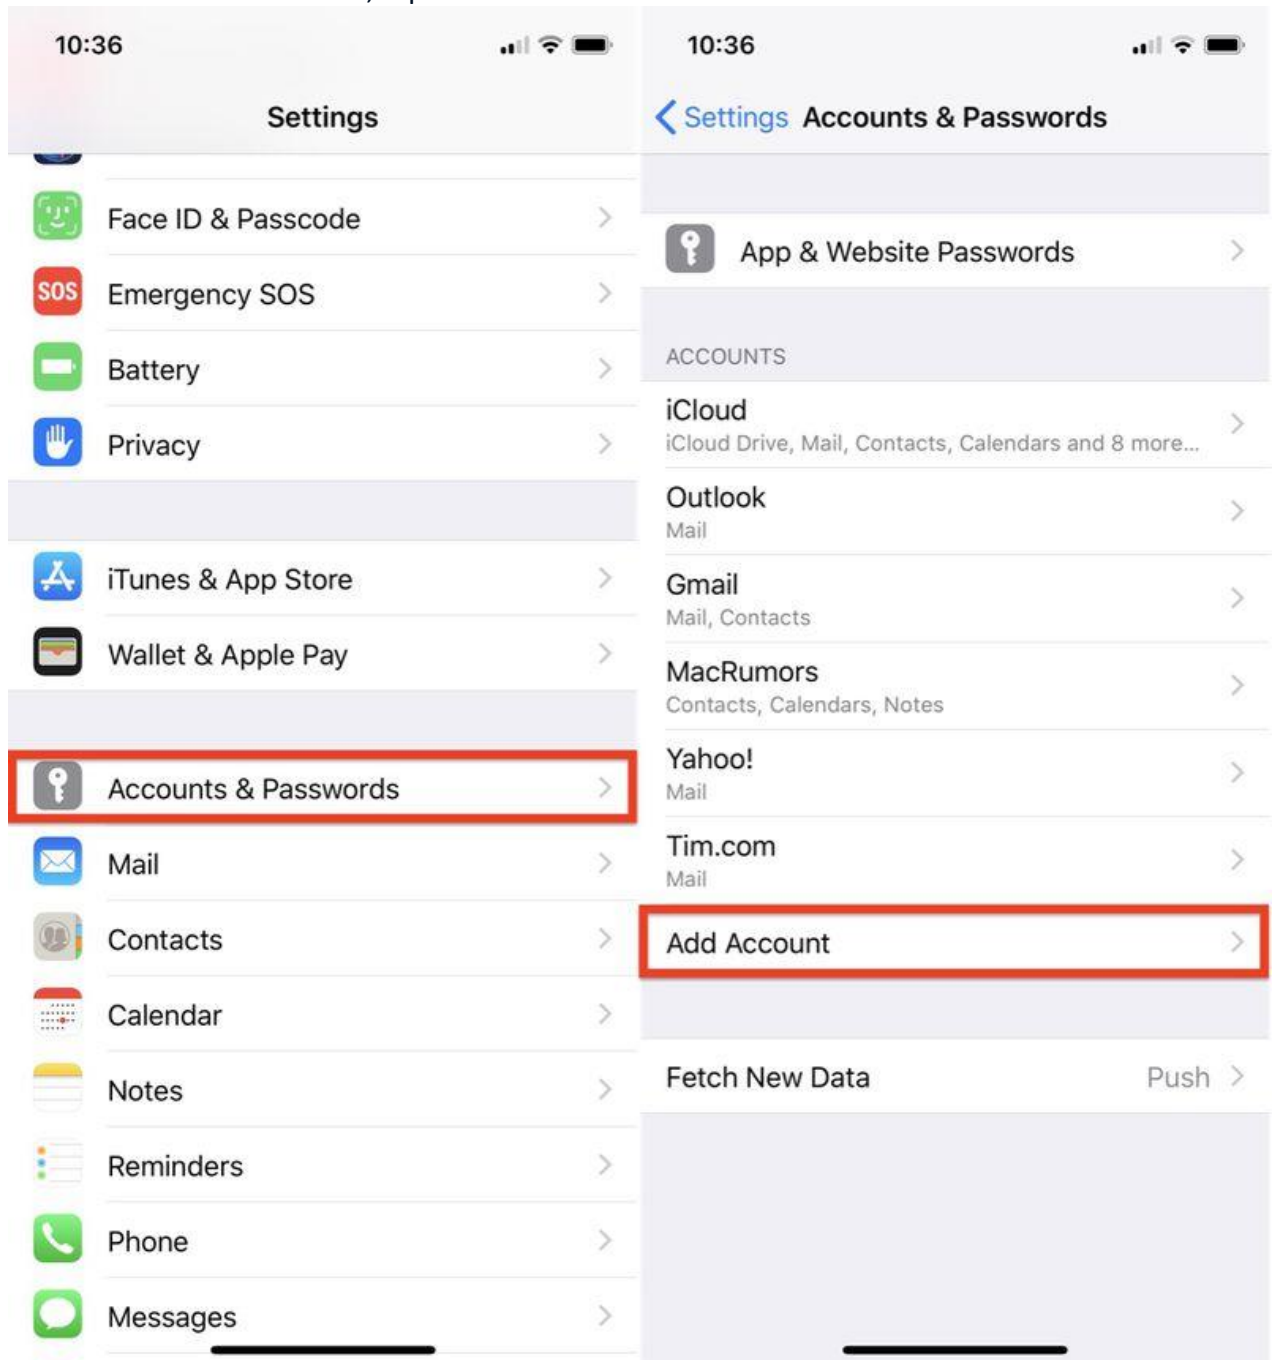 10:36
Settings
Face ID & Passcode
SOS
Emergency SOS
Battery
Privacy
iTunes & App Store
Wallet & Apple Pay
Accounts & Passwords
Mail
Contacts
Calendar
Notes
Reminders
Phone
Messages
10:36
Settings Accounts & Passwords
App & Website Passwords
ACCOUNTS
iCloud
iCloud Drive, Mail, Contacts, Calendars and 8 more...
Outlook
Mail
Gmail
Mail, Contacts
MacRumors
Contacts, Calendars, Notes
Yahoo!
Mail
Tim.com
Mail
Add Account
Fetch New Data Push